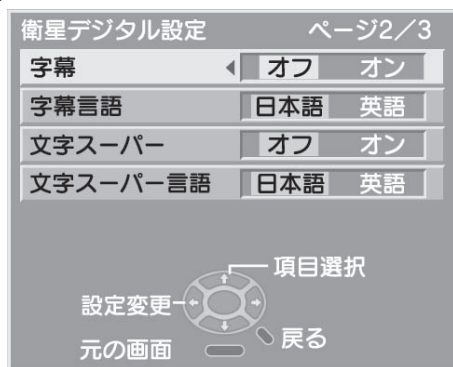 衛星デジタル設定 ページ2／3
字幕 オフ オン
字幕言語 日本語 英語
文字スーパー オフ オン
文字スーパー言語 日本語 英語
項目選択
設定変更
元の画面 戻る